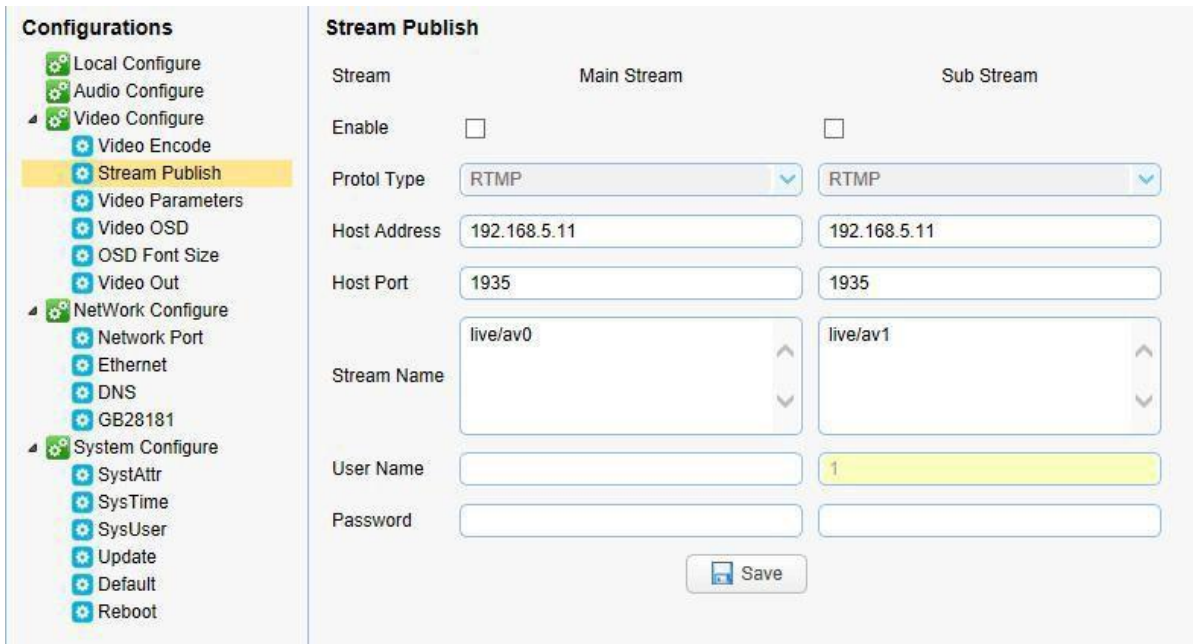 Configurations
Local Configure
Audio Configure
Video Configure
Video Encode
Stream Publish
Video Parameters
Video OSD
OSD Font Size
Video Out
NetWork Configure
Network Port
Ethernet
DNS
GB28181
System Configure
SystAttr
SysTime
SysUser
Update
Default
Reboot
Stream Publish
Stream Main Stream Sub Stream
Enable
Protol Type RTMP RTMP
Host Address 192.168.5.11 192.168.5.11
Host Port 1935 1935
Stream Name live/av0 live/av1
User Name 1
Password
Save